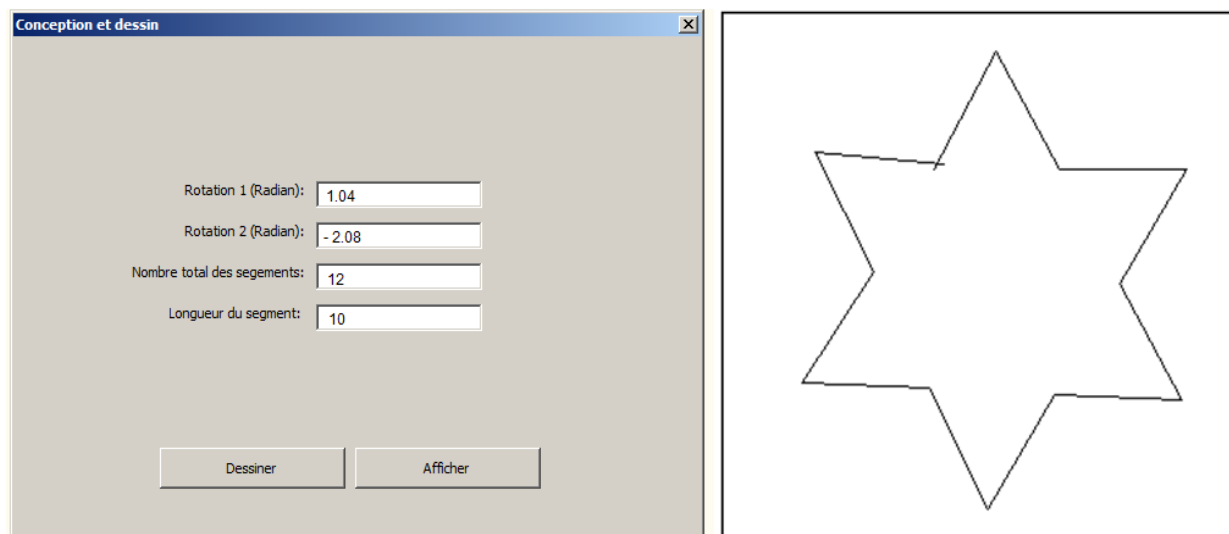 Conception et dessin
Rotation 1 (Radian): 1.04
Rotation 2 (Radian): - 2.08
Nombre total des segements: 12
Longueur du segment: 10
Dessiner Afficher